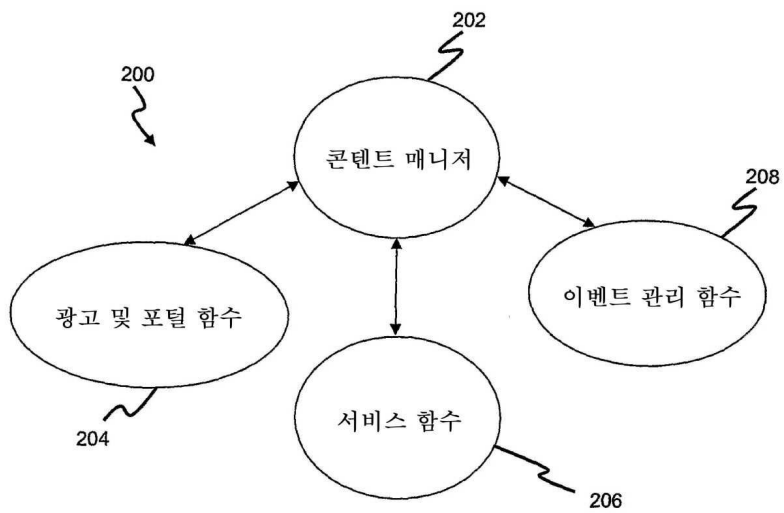 202
200
콘텐트 매니저
208
이벤트 관리 함수
광고 및 포털 함수
서비스 함수
204
206